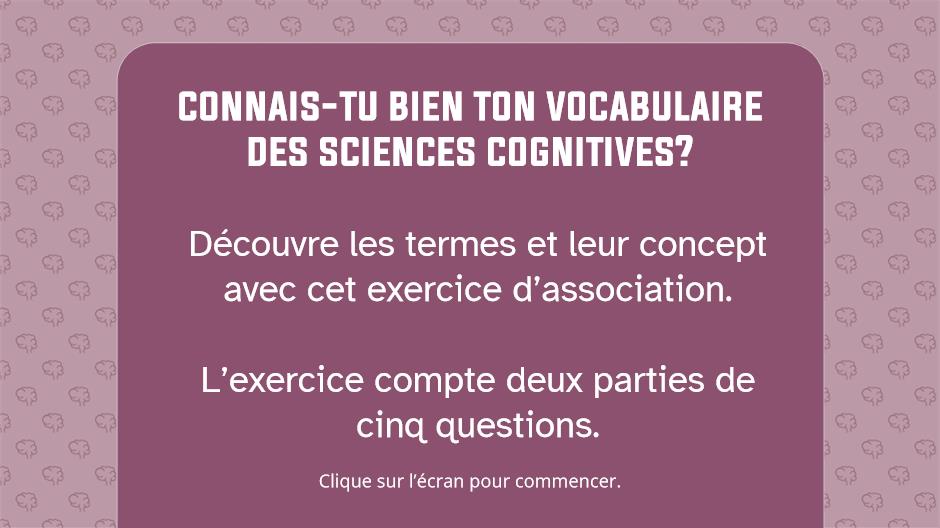 CONNAIS-TU BIEN TON VOCABULAIRE
DES SCIENCES COGNITIVES?
Découvre les termes et leur concept
avec cet exercice d’association.
L’exercice compte deux parties de
cinq questions.
Clique sur l’écran pour commencer.